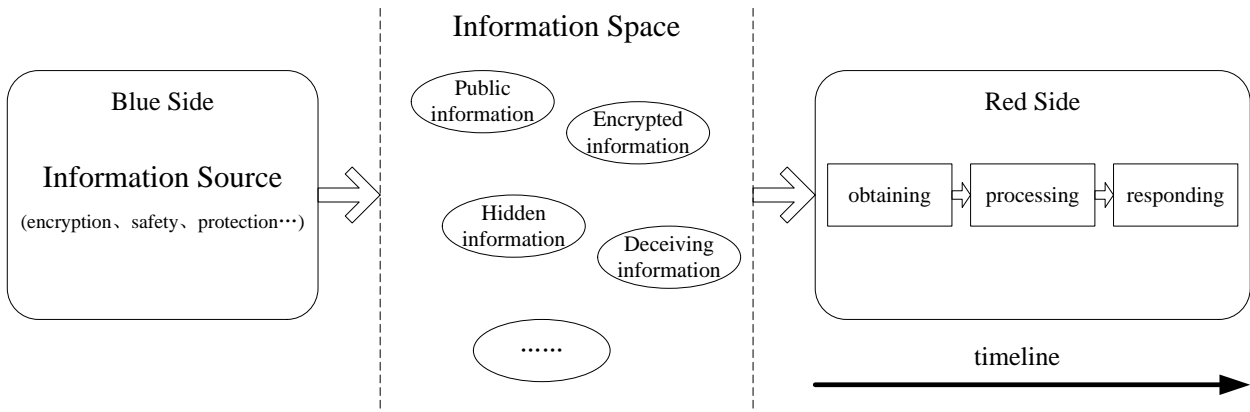 Blue Side
Information Source
(encryption、safety、protection…)
Information Space
Public
information
Encrypted
information
Hidden
information
Deceiving
information
……
Red Side
obtaining
processing
responding
timeline